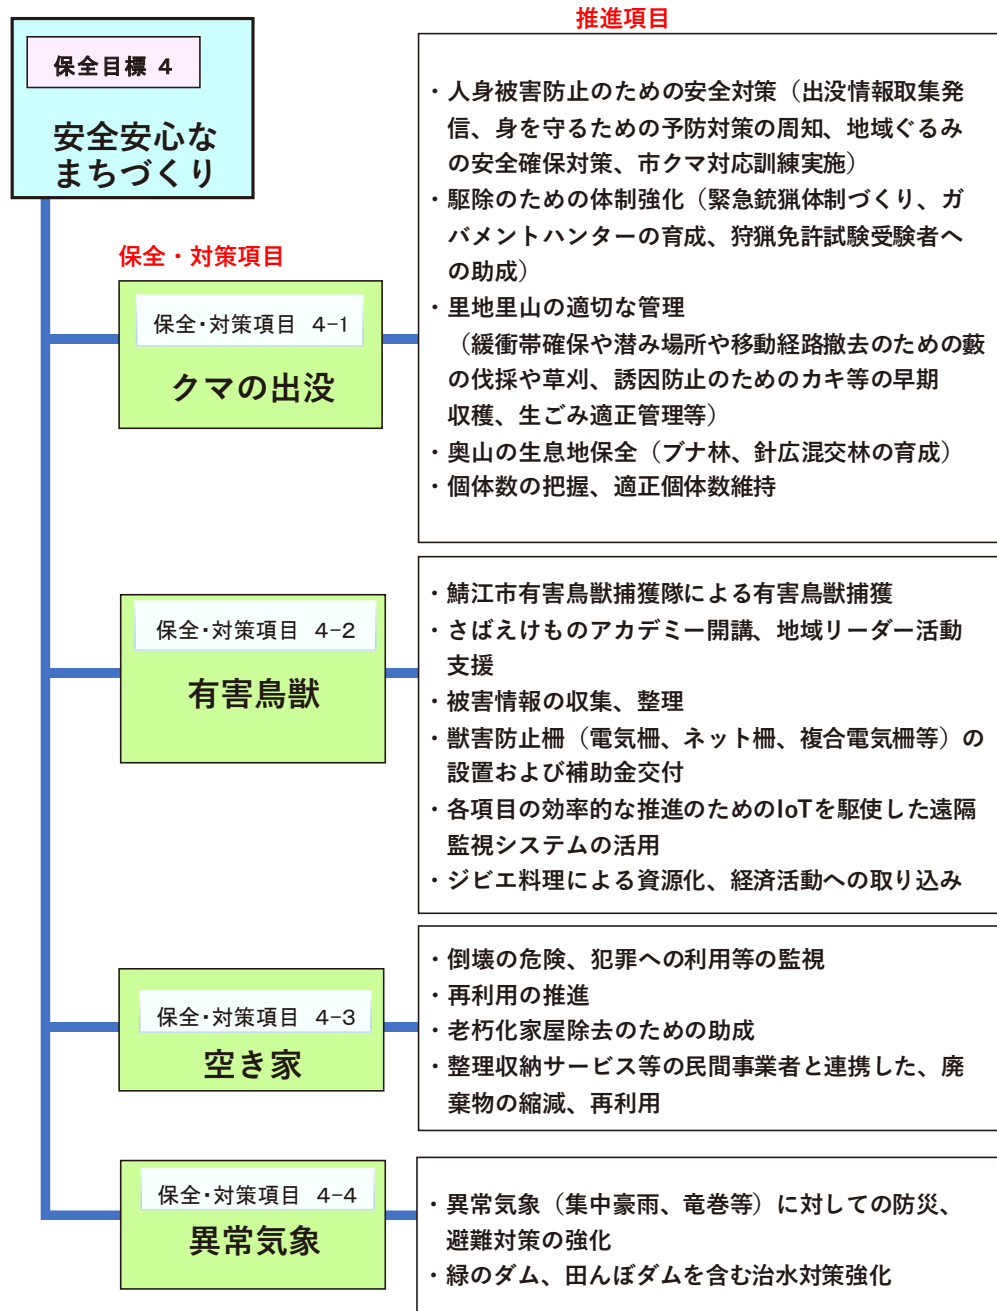 推進項目
保全目標 4
安全安心な
まちづくり
保全・対策項目
保全・対策項目 4-1
クマの出没
・人身被害防止のための安全対策（出没情報取集発
信、身を守るための予防対策の周知、地域ぐるみ
の安全確保対策、市クマ対応訓練実施）
・駆除のための体制強化（緊急銃猟体制づくり、ガ
バメントハンターの育成、狩猟免許試験受験者へ
の助成）
・里地里山の適切な管理
（緩衝帯確保や潜み場所や移動経路撤去のための藪
の伐採や草刈、誘因防止のためのカキ等の早期
収穫、生ごみ適正管理等）
・奥山の生息地保全（ブナ林、針広混交林の育成）
・個体数の把握、適正個体数維持
保全・対策項目 4-2
有害鳥獣
・鯖江市有害鳥獣捕獲隊による有害鳥獣捕獲
・さばえけものアカデミー開講、地域リーダー活動
支援
・被害情報の収集、整理
・獣害防止柵（電気柵、ネット柵、複合電気柵等）の
設置および補助金交付
・各項目の効率的な推進のためのIoTを駆使した遠隔
監視システムの活用
・ジビエ料理による資源化、経済活動への取り込み
保全・対策項目 4-3
空き家
・倒壊の危険、犯罪への利用等の監視
・再利用の推進
・老朽化家屋除去のための助成
・整理収納サービス等の民間事業者と連携した、廃
棄物の縮減、再利用
保全・対策項目 4-4
異常気象
・異常気象（集中豪雨、竜巻等）に対しての防災、
避難対策の強化
・緑のダム、田んぼダムを含む治水対策強化